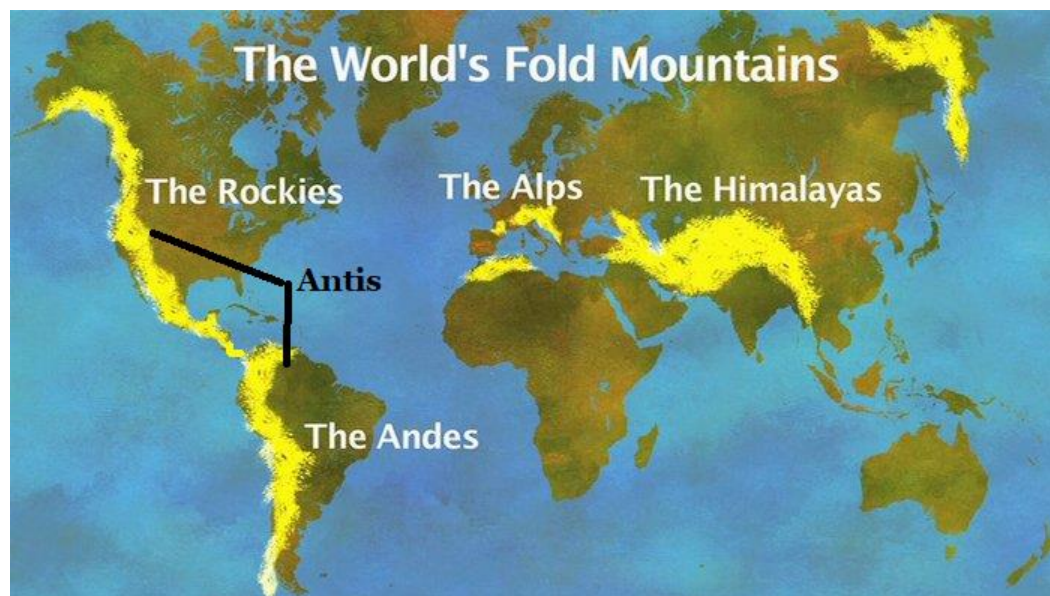 The World's Fold Mountains
The Rockies
The Alps
The Himalayas
Antis
The Andes